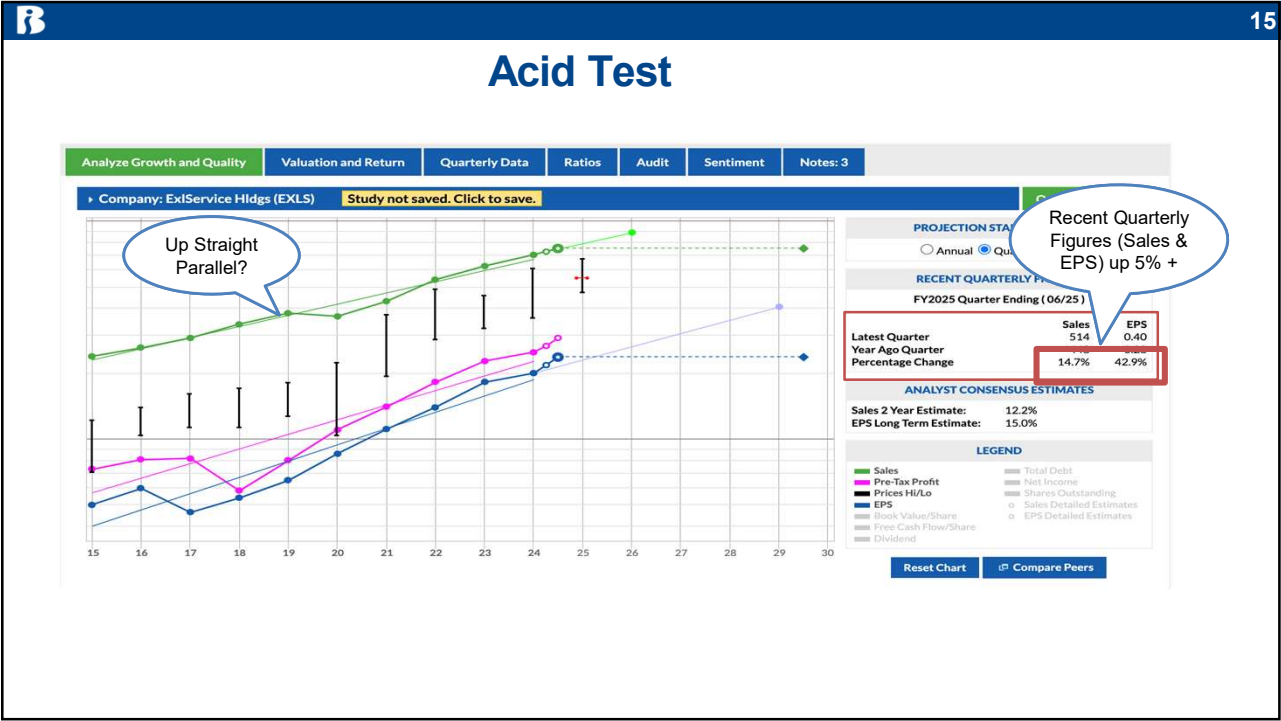 15
Acid Test
Analyze Growth and Quality
Valuation and Return
Quarterly Data
Ratios
Audit
Sentiment
Notes: 3
Company: ExlService Hldgs (EXLS)
Study not saved. Click to save.
Up Straight
Parallel?
Recent Quarterly
Figures (Sales &
EPS) up 5% +
PROJECTION
Annual
RECENT QUARTERLY
FY2025 Quarter Ending ( 06/25 )
Sales EPS
Latest Quarter 514 0.40
Year Ago Quarter
Percentage Change 14.7% 42.9%
ANALYST CONSENSUS ESTIMATES
Sales 2 Year Estimate: 12.2%
EPS Long Term Estimate: 15.0%
LEGEND
Sales
Pre-Tax Profit
Prices Hi/Lo
EPS
Book Value/Share
Free Cash Flow/Share
Dividend
Total Debt
Net Income
Shares Outstanding
Sales Detailed Estimates
EPS Detailed Estimates
15 16 17 18 19 20 21 22 23 24 25 26 27 28 29 30
Reset Chart
Compare Peers